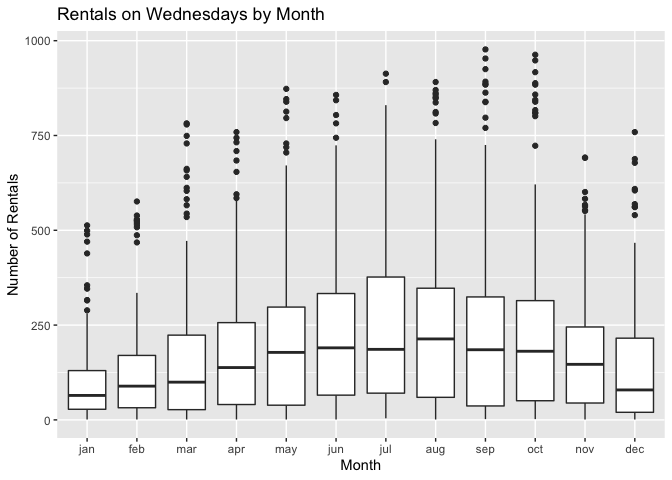 Rentals on Wednesdays by Month
Number of Rentals
1000
750
500
250
0
jan feb mar apr may jun jul aug sep oct nov dec
Month